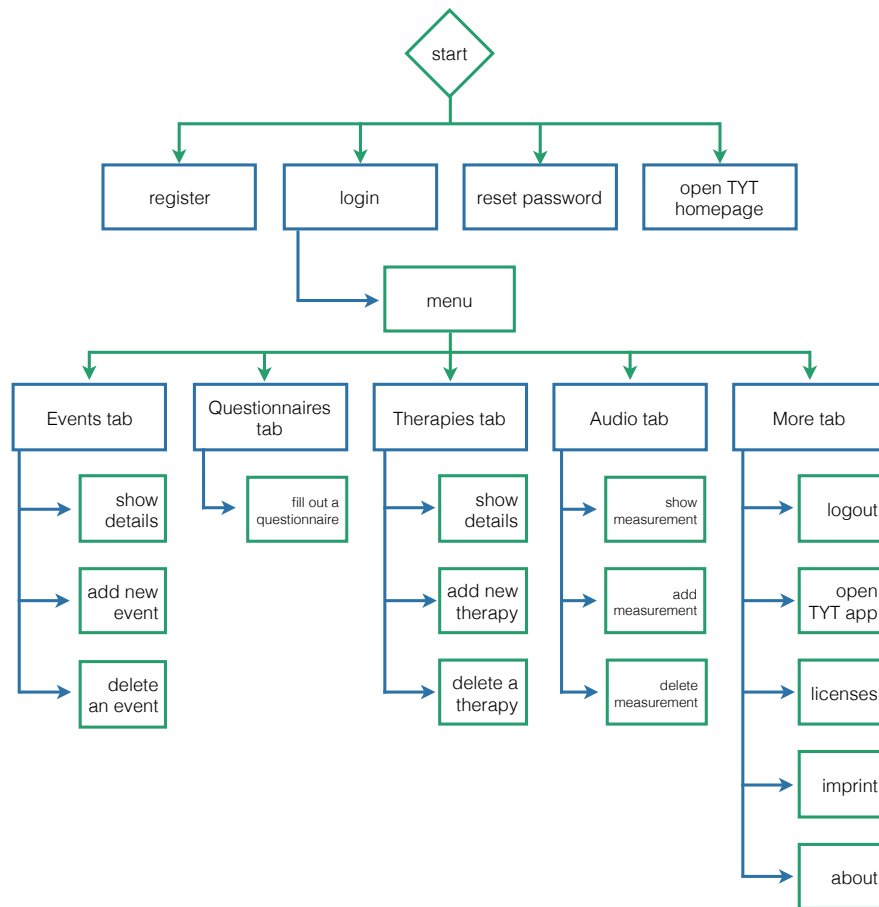 start
register
login
reset password
open TYT
homepage
menu
Events tab
Questionnaires
tab
Therapies tab
Audio tab
More tab
show
details
add new
event
delete
an event
fill out a
questionnaire
show
details
add new
therapy
delete a
therapy
show
measurement
add
measurement
delete
measurement
logout
open
TYT app
licenses
imprint
about